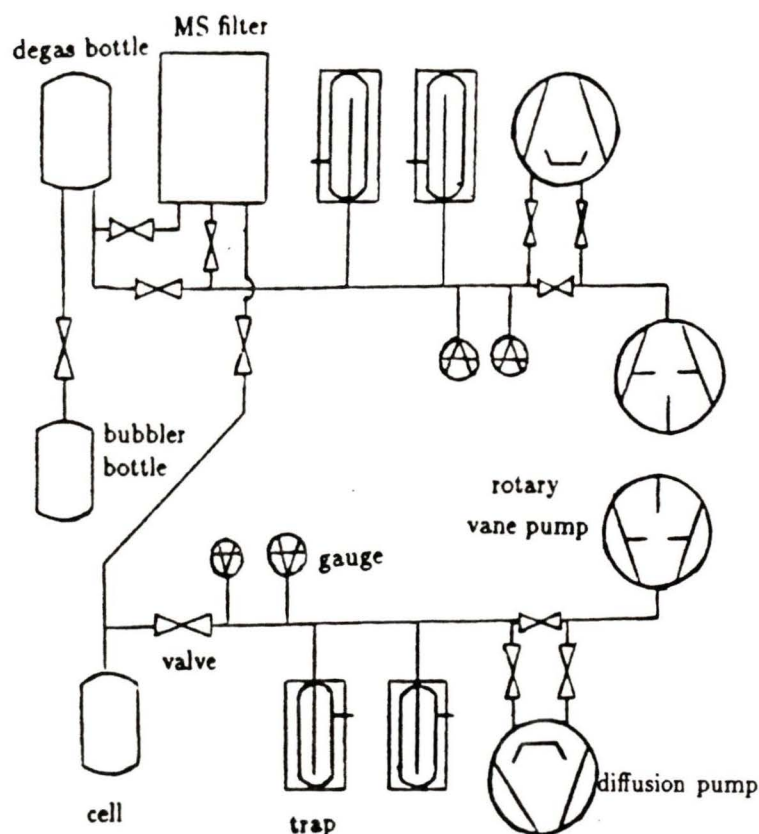 MS filter
degas bottle
bubbler
bottle
rotary
vane pump
gauge
valve
diffusion pump
cell
trap